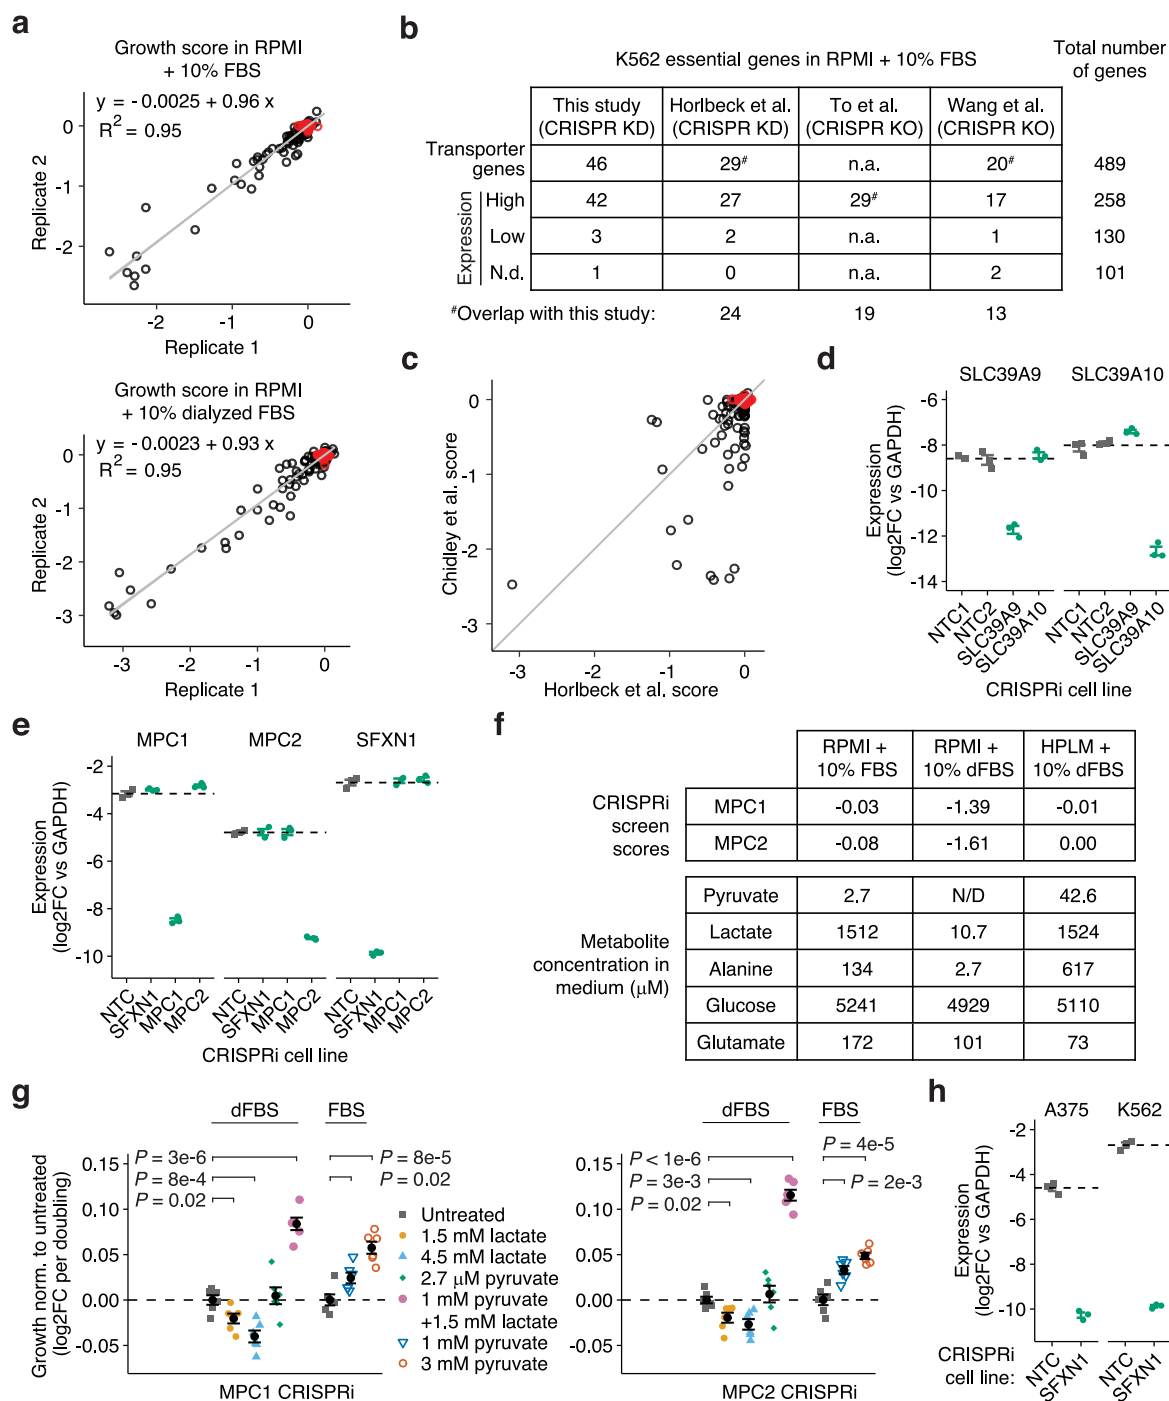 a
Growth score in RPMI
+ 10% FBS
y = - 0.0025 + 0.96 x
R2 = 0.95
0
-1
-2
Replicate 2
-2 -1 0
Replicate 1
Growth score in RPMI
+ 10% dialyzed FBS
y = - 0.0023 + 0.93 x
R2 = 0.95
0
-1
-2
-3
Replicate 2
-3 -2 -1 0
Replicate 1
b
K562 essential genes in RPMI + 10% FBS
Total number
of genes
This study
(CRISPR KD)
Horlbeck et al.
(CRISPR KD)
To et al.
(CRISPR KO)
Wang et al.
(CRISPR KO)
Transporter
genes
46 29# n.a. 20# 489
Expression
High 42 27 29# 17 258
Low 3 2 n.a. 1 130
N.d. 1 0 n.a. 2 101
#Overlap with this study: 24 19 13
c
0
-1
-2
-3
Chidley et al. score
-3 -2 -1 0
Horlbeck et al. score
d
SLC39A9 SLC39A10
-6
-8
-10
-12
-14
Expression
(log2FC vs GAPDH)
NTC1 NTC2 SLC39A9 SLC39A10 NTC1 NTC2 SLC39A9 SLC39A10
CRISPRi cell line
e
MPC1 MPC2 SFXN1
-2
-4
-6
-8
-10
Expression
(log2FC vs GAPDH)
NTC SFXN1 MPC1 MPC2 NTC SFXN1 MPC1 MPC2 NTC SFXN1 MPC1 MPC2
CRISPRi cell line
f
RPMI +
10% FBS
RPMI +
10% dFBS
HPLM +
10% dFBS
CRISPRi
screen
scores
MPC1 -0.03 -1.39 -0.01
MPC2 -0.08 -1.61 0.00
Metabolite
concentration in
medium (μM)
Pyruvate 2.7 N/D 42.6
Lactate 1512 10.7 1524
Alanine 134 2.7 617
Glucose 5241 4929 5110
Glutamate 172 101 73
g
dFBS FBS
P = 3e-6
P = 8e-4
P = 0.02
P = 8e-5
P = 0.02
0.15
0.10
0.05
0.00
-0.05
Growth norm. to untreated
(log2FC per doubling)
MPC1 CRISPRi
Untreated
1.5 mM lactate
4.5 mM lactate
2.7 μM pyruvate
1 mM pyruvate
+1.5 mM lactate
1 mM pyruvate
3 mM pyruvate
dFBS FBS
P < 1e-6
P = 3e-3
P = 0.02
P = 4e-5
P = 2e-3
0.15
0.10
0.05
0.00
-0.05
MPC2 CRISPRi
h
A375 K562
-2
-4
-6
-8
-10
Expression
(log2FC vs GAPDH)
CRISPRi
cell line:
NTC SFXN1 NTC SFXN1